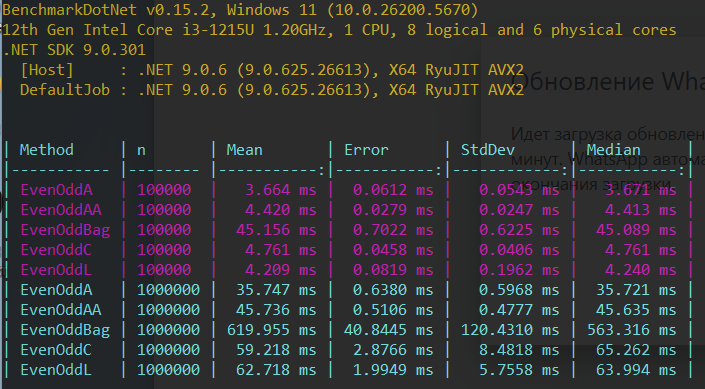 BenchmarkDotNet v0.15.2, Windows 11 (10.0.26200.5670)
12th Gen Intel Core i3-1215U 1.20GHz, 1 CPU, 8 logical and 6 physical cores
.NET SDK 9.0.301
[Host]     : .NET 9.0.6 (9.0.625.26613), X64 RyuJIT AVX2
DefaultJob : .NET 9.0.6 (9.0.625.26613), X64 RyuJIT AVX2
Обновление Wha
Идет загрузка обновлен
минут. WhatsApp автома
окончания загрузки
| Method     | n       | Mean       | Error      | StdDev      | Median     |
|----------- |-------- |-----------:|-----------:|------------:|-----------:|
| EvenOddA   | 100000  |   3.664 ms |  0.0612 ms |   0.0543 ms |   3.671 ms |
| EvenOddAA  | 100000  |   4.420 ms |  0.0279 ms |   0.0247 ms |   4.413 ms |
| EvenOddBag | 100000  |  45.156 ms |  0.7022 ms |   0.6225 ms |  45.089 ms |
| EvenOddC   | 100000  |   4.761 ms |  0.0458 ms |   0.0406 ms |   4.761 ms |
| EvenOddL   | 100000  |   4.209 ms |  0.0819 ms |   0.1962 ms |   4.240 ms |
| EvenOddA   | 1000000 |  35.747 ms |  0.6380 ms |   0.5968 ms |  35.721 ms |
| EvenOddAA  | 1000000 |  45.736 ms |  0.5106 ms |   0.4777 ms |  45.635 ms |
| EvenOddBag | 1000000 | 619.955 ms | 40.8445 ms | 120.4310 ms | 563.316 ms |
| EvenOddC   | 1000000 |  59.218 ms |  2.8766 ms |   8.4818 ms |  65.262 ms |
| EvenOddL   | 1000000 |  62.718 ms |  1.9949 ms |   5.7558 ms |  63.994 ms |